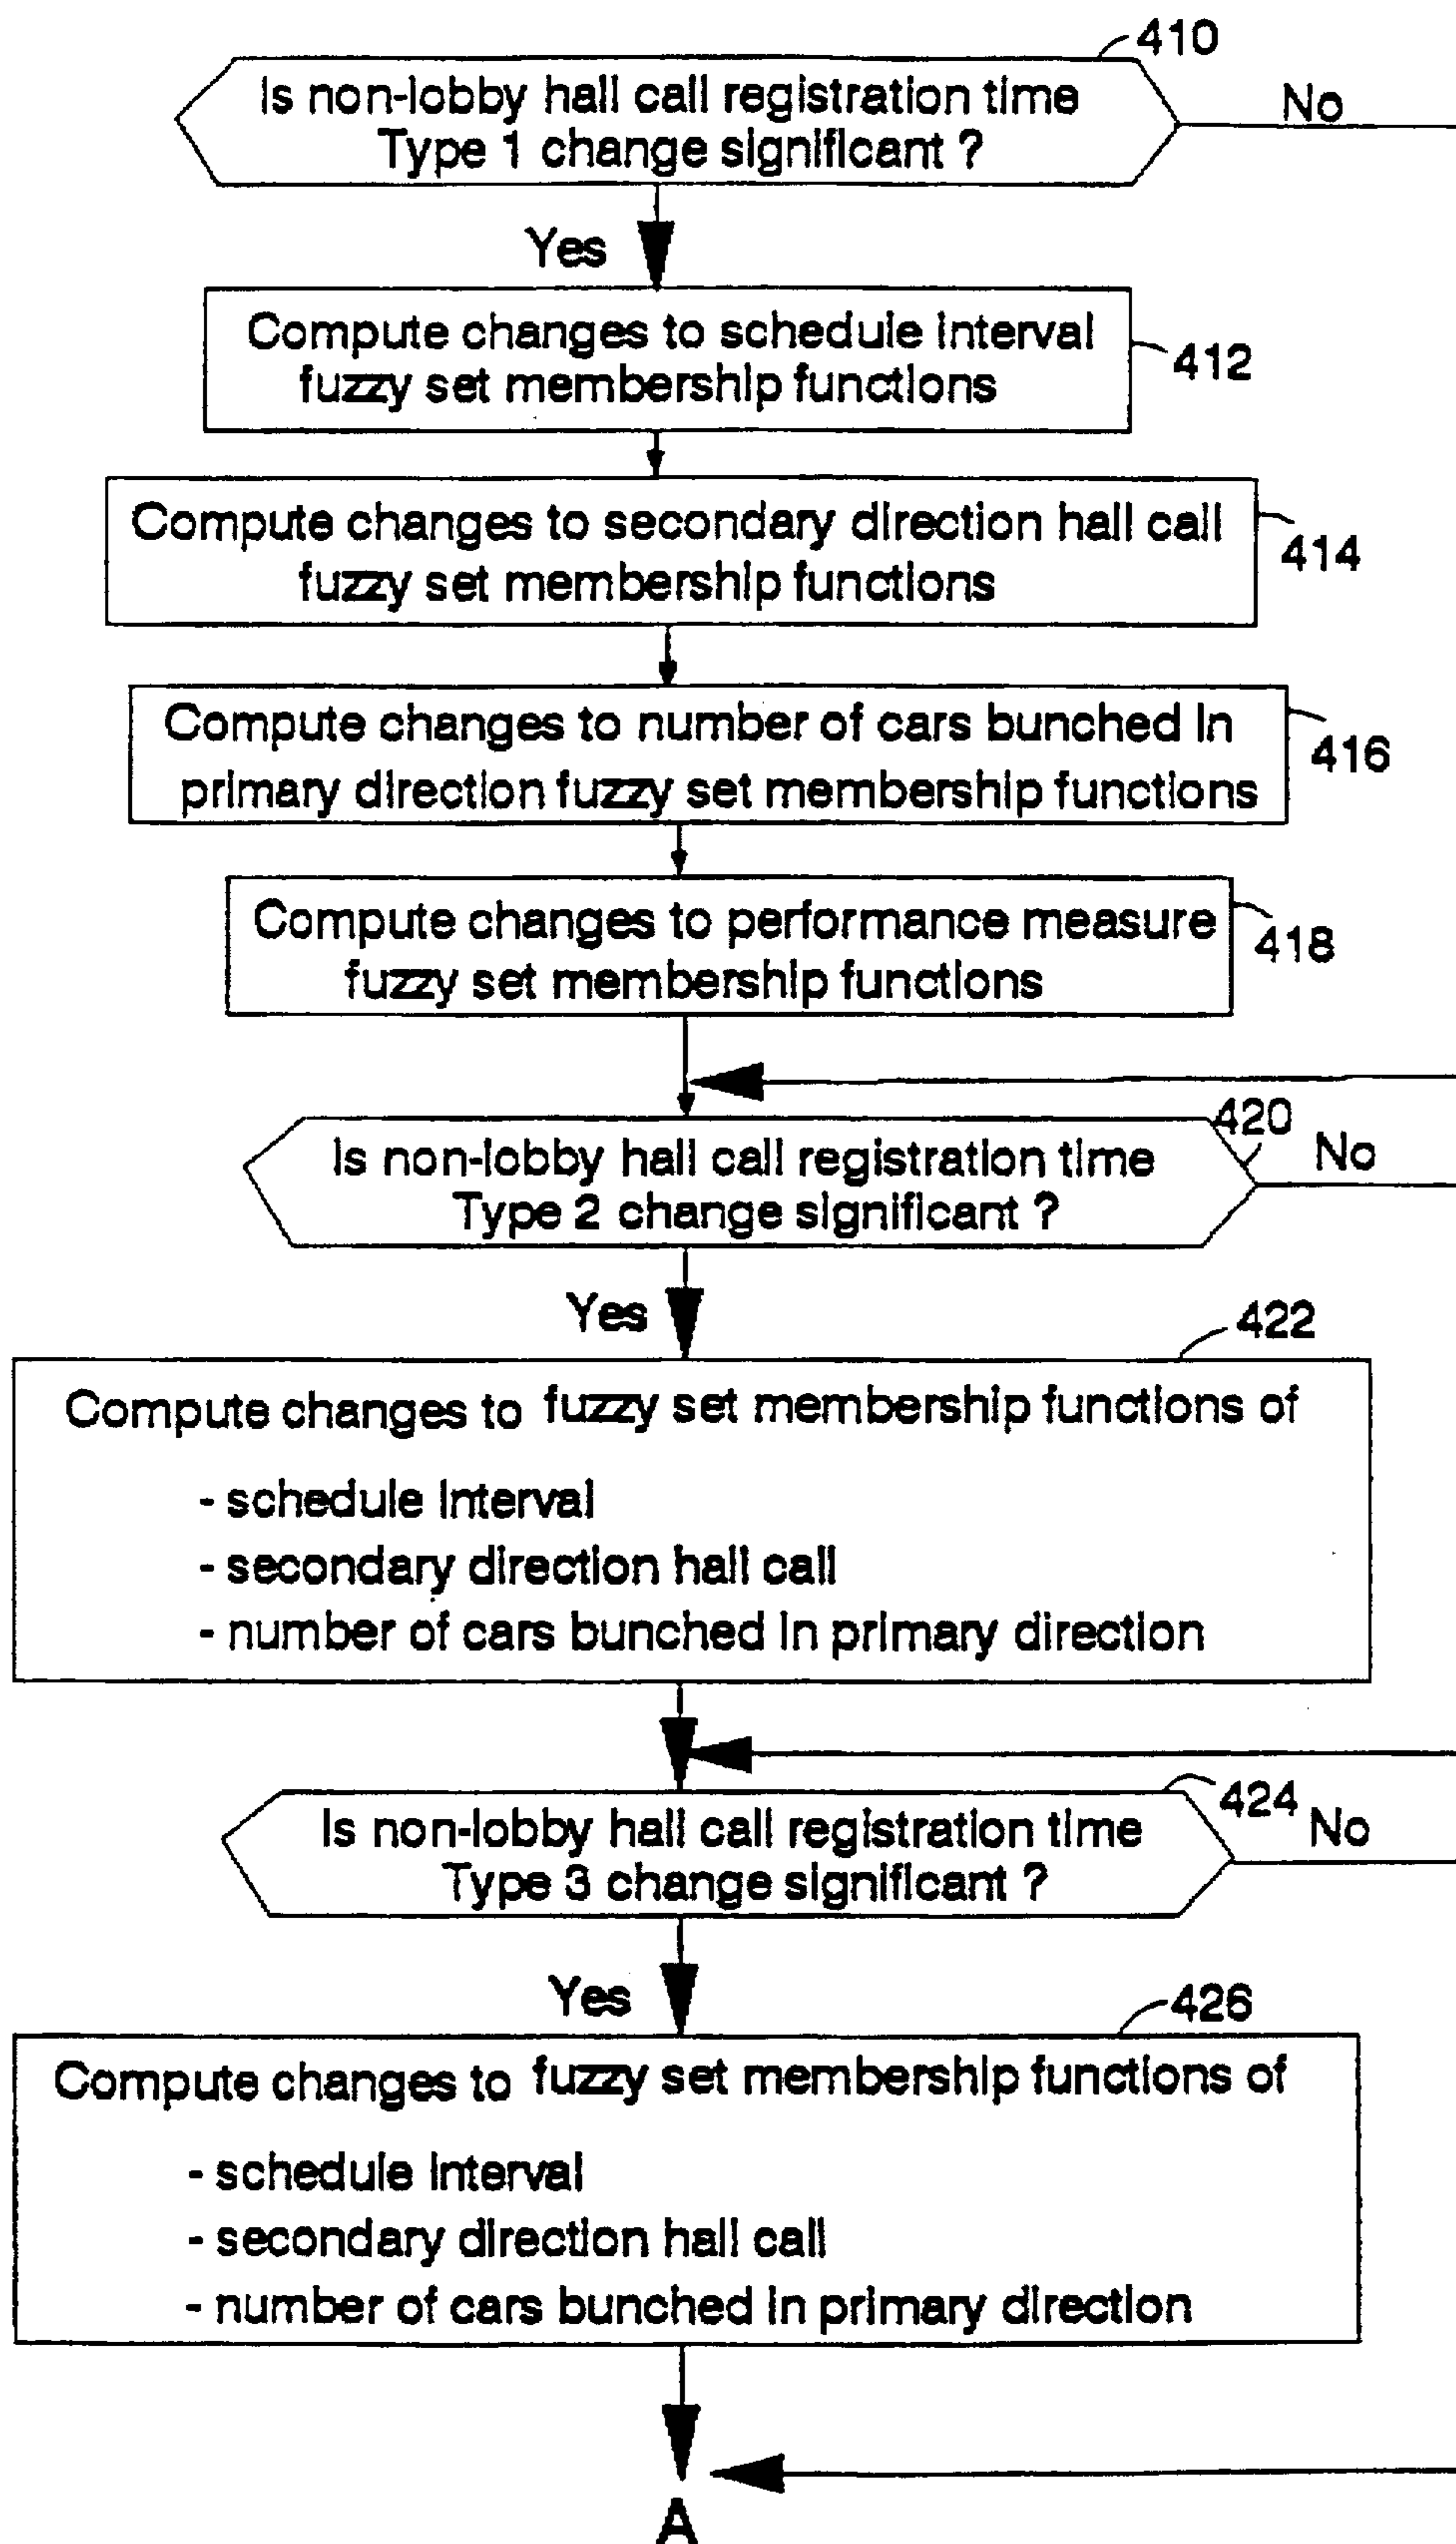 410
Is non-lobby hall call registration time
Type 1 change significant ?
No
Yes
Compute changes to schedule interval
fuzzy set membership functions
412
Compute changes to secondary direction hall call
fuzzy set membership functions
414
Compute changes to number of cars bunched in
primary direction fuzzy set membership functions
416
Compute changes to performance measure
fuzzy set membership functions
418
420
Is non-lobby hall call registration time
Type 2 change significant ?
No
Yes
422
Compute changes to fuzzy set membership functions of
- schedule interval
- secondary direction hall call
- number of cars bunched in primary direction
424
Is non-lobby hall call registration time
Type 3 change significant ?
No
Yes
426
Compute changes to fuzzy set membership functions of
- schedule interval
- secondary direction hall call
- number of cars bunched in primary direction
A